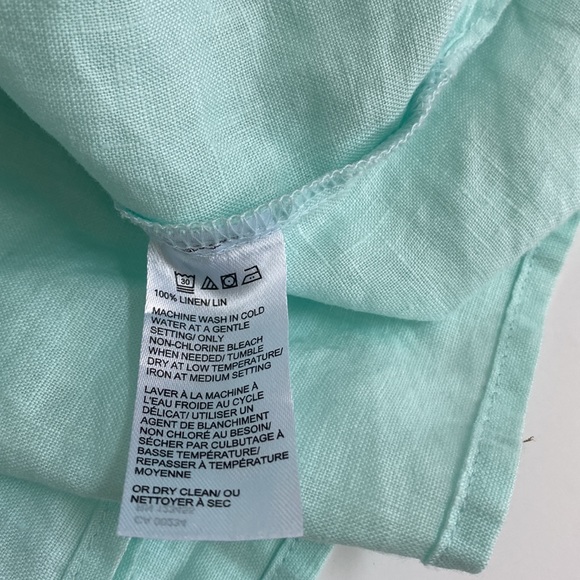 30
100% LINEN/ LIN
MACHINE WASH IN COLD
WATER AT A GENTLE
SETTING/ ONLY
NON-CHLORINE BLEACH
WHEN NEEDED/ TUMBLE
DRY AT LOW TEMPERATURE/
IRON AT MEDIUM SETTING
LAVER À LA MACHINE À
L'EAU FROIDE AU CYCLE
DÉLICAT/ UTILISER UN
AGENT DE BLANCHIMENT
NON CHLORÉ AU BESOIN/
SÉCHER PAR CULBUTAGE À
BASSE TEMPÉRATURE/
REPASSER À TEMPÉRATURE
MOYENNE
OR DRY CLEAN/ OU
NETTOYER À SEC